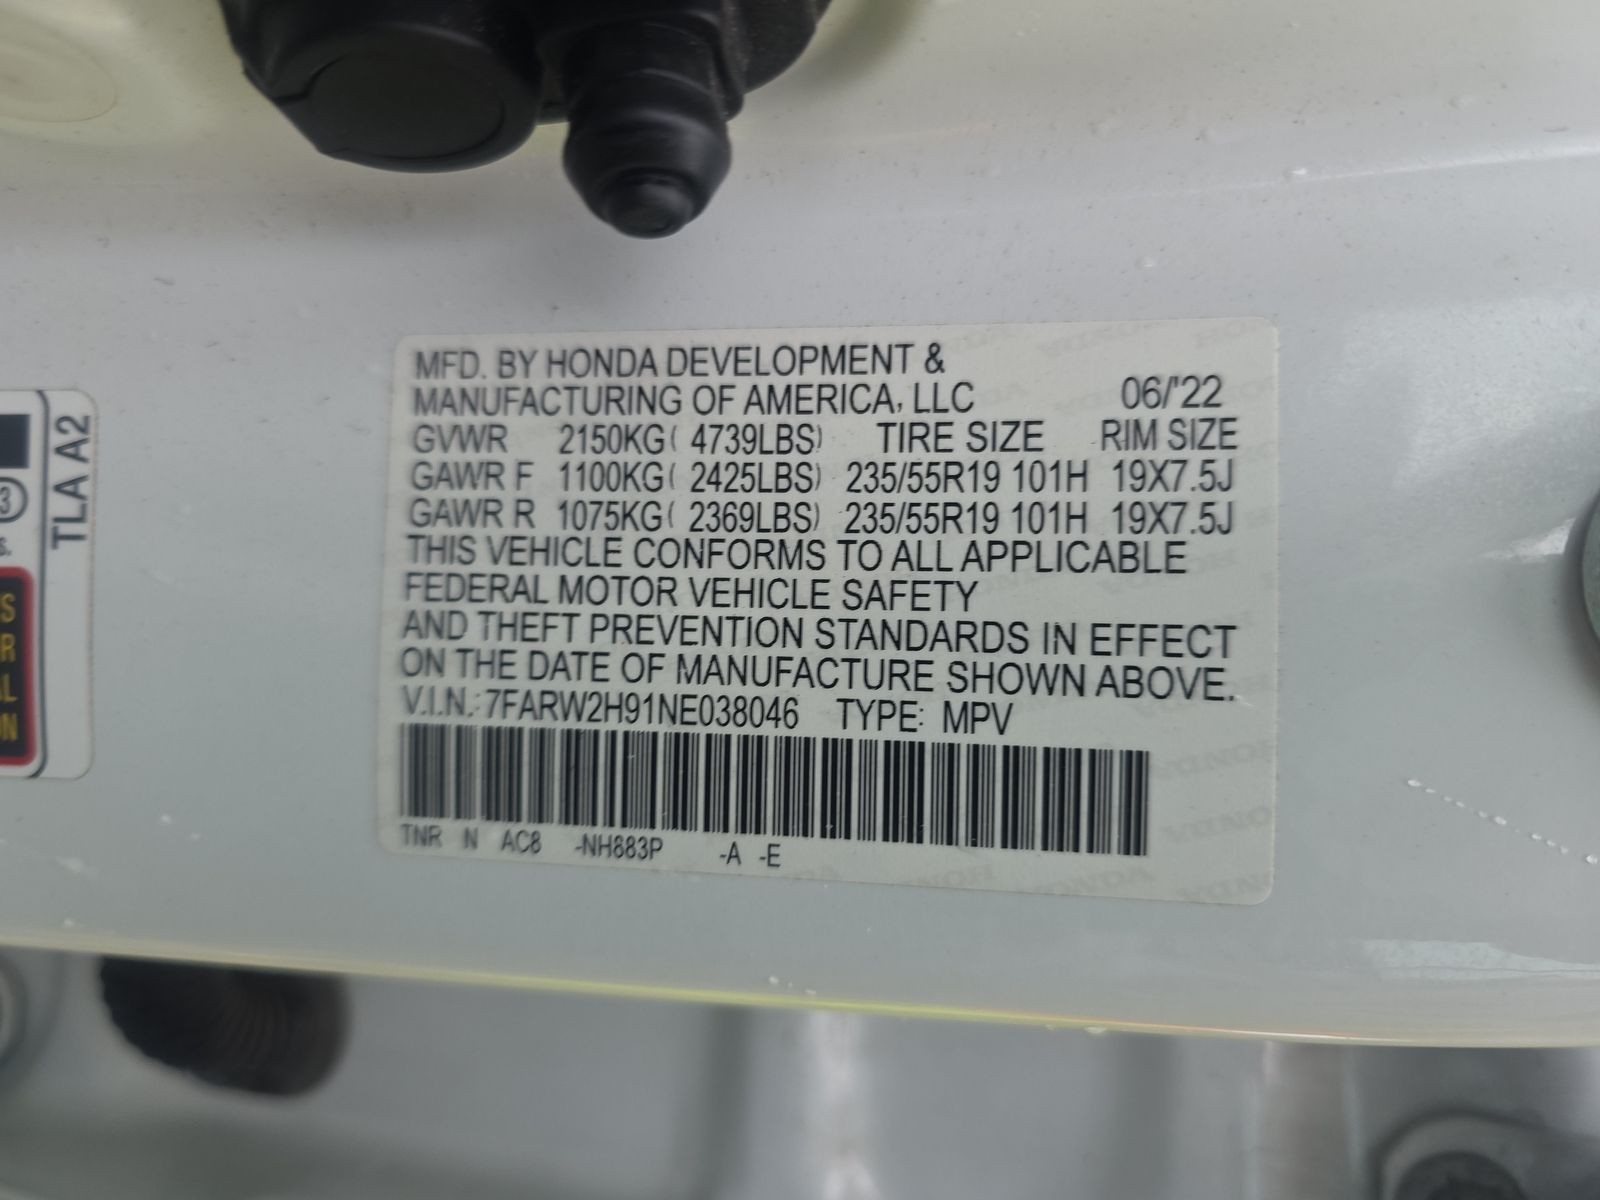 MFD. BY HONDA DEVELOPMENT &
MANUFACTURING OF AMERICA, LLC 06/'22
GVWR 2150KG( 4739LBS) TIRE SIZE RIM SIZE
GAWR F 1100KG( 2425LBS) 235/55R19 101H 19X7.5J
GAWR R 1075KG( 2369LBS) 235/55R19 101H 19X7.5J
THIS VEHICLE CONFORMS TO ALL APPLICABLE
FEDERAL MOTOR VEHICLE SAFETY
AND THEFT PREVENTION STANDARDS IN EFFECT
ON THE DATE OF MANUFACTURE SHOWN ABOVE.
V.I.N.: 7FARW2H91NE038046 TYPE: MPV
TNR N AC8 -NH883P -A -E
TLA A2
3
S.
S
R
L
N